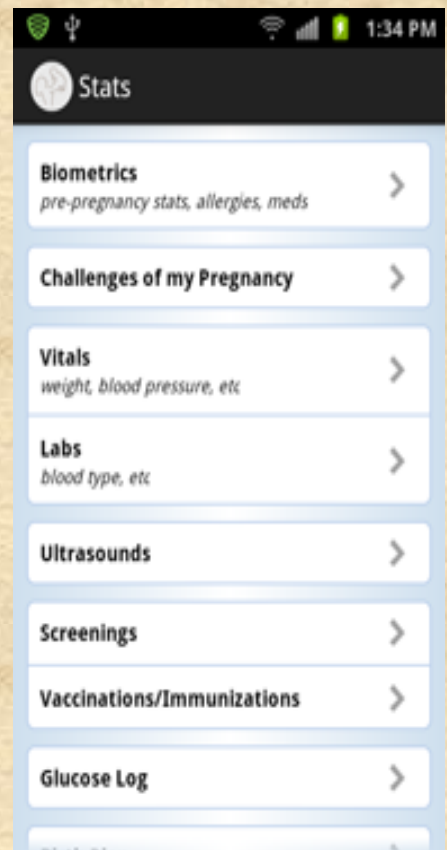 1:34 PM
Stats
Biometrics
pre-pregnancy stats, allergies, meds
Challenges of my Pregnancy
Vitals
weight, blood pressure, etc
Labs
blood type, etc
Ultrasounds
Screenings
Vaccinations/Immunizations
Glucose Log